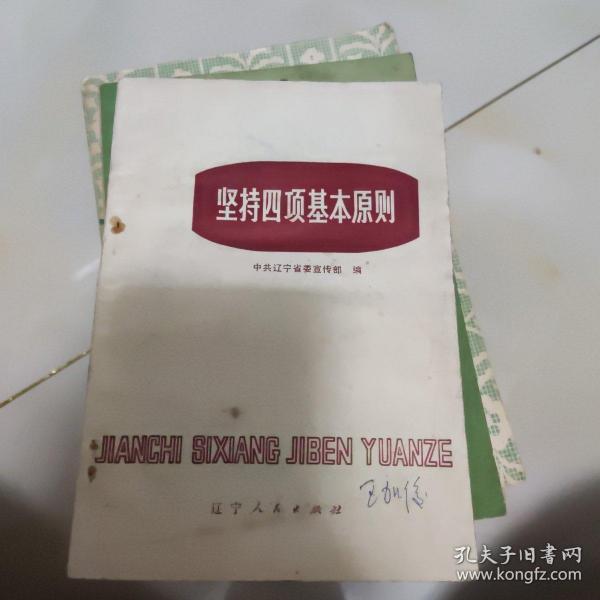 坚持四项基本原则
中共辽宁省委宣传部 编
JIANCHI SIXIANG JIBEN YUANZE
辽宁人民出版社
孔夫子旧书网
www.kongfz.com